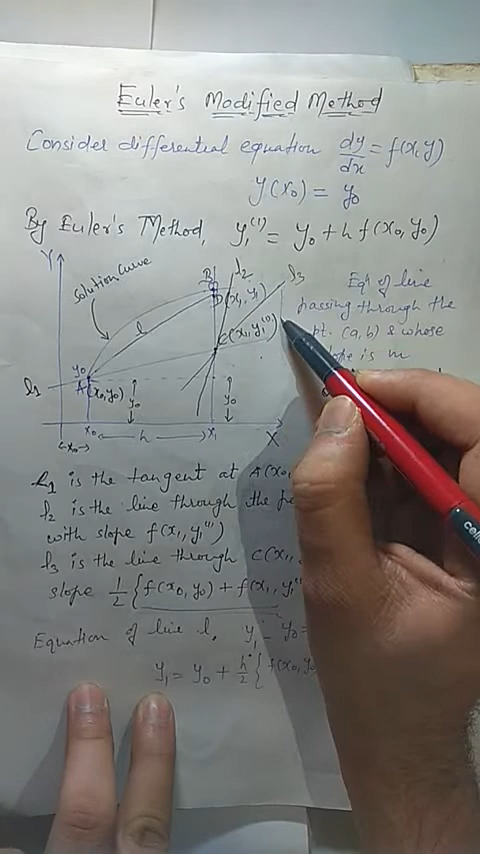 Euler's Modified Method
Consider differential equation dy/dx = f(x,y)
y(x₀) = y₀
By Euler's Method, y₁⁽¹⁾ = y₀ + h f(x₀, y₀)
Y
Solution curve
B
l₂
l₃
D(x₁, y₁)
l
C(x₁, y₁⁽¹⁾)
Eqⁿ of line
passing through the
pt. (a, b) & whose
slope is m
y₀
l₁
A(x₀, y₀)
y₀
y₀
x₀
x₀
h
x₁
X
l₁ is the tangent at A(x₀,
l₂ is the line through the
with slope f(x₁, y₁⁽¹⁾)
l₃ is the line through C(x₁,
slope 1/2 {f(x₀, y₀) + f(x₁, y₁⁽¹⁾
Equation of line l, y₁ - y₀ =
y₁ = y₀ + h/2 { f(x₀, y₀
cello